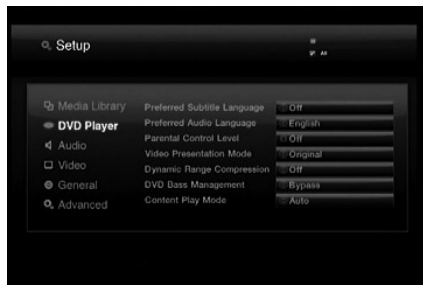 Setup
Media Library
DVD Player
Audio
Video
General
Advanced
Preferred Subtitle Language Off
Preferred Audio Language English
Parental Control Level Off
Video Presentation Mode Original
Dynamic Range Compression Off
DVD Bass Management Bypass
Content Play Mode Auto